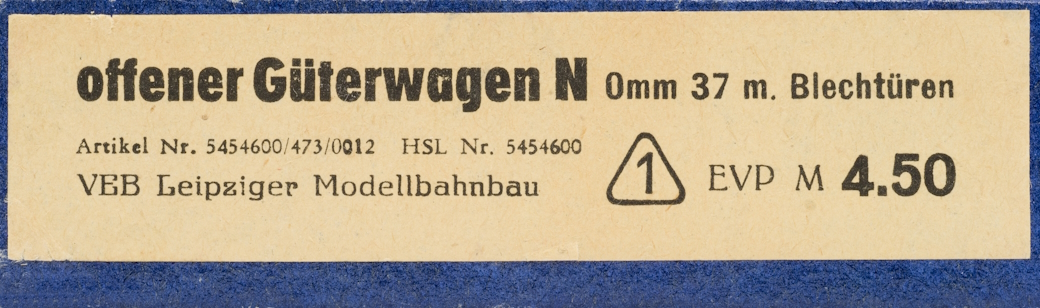 offener Güterwagen N Omm 37 m. Blechtüren
Artikel Nr. 5454600/473/0012 HSL Nr. 5454600
VEB Leipziger Modellbahnbau
1 EVP M 4.50